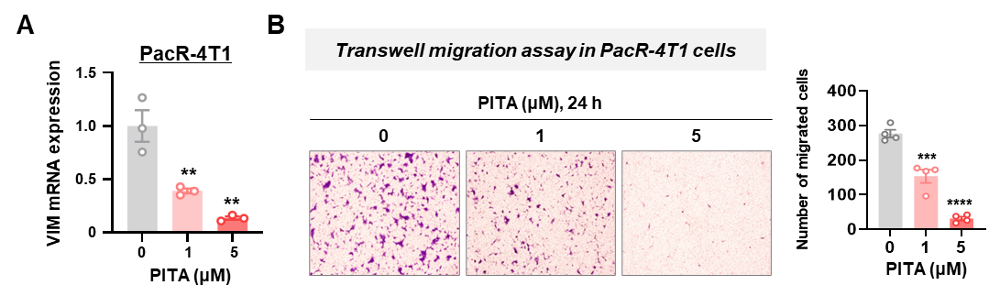 A
PacR-4T1
VIM mRNA expression
1.5
1.0
0.5
0
**
**
0 1 5
PITA (μM)
B
Transwell migration assay in PacR-4T1 cells
PITA (μM), 24 h
0 1 5
Number of migrated cells
400
300
200
100
0
***
****
0 1 5
PITA (μM)